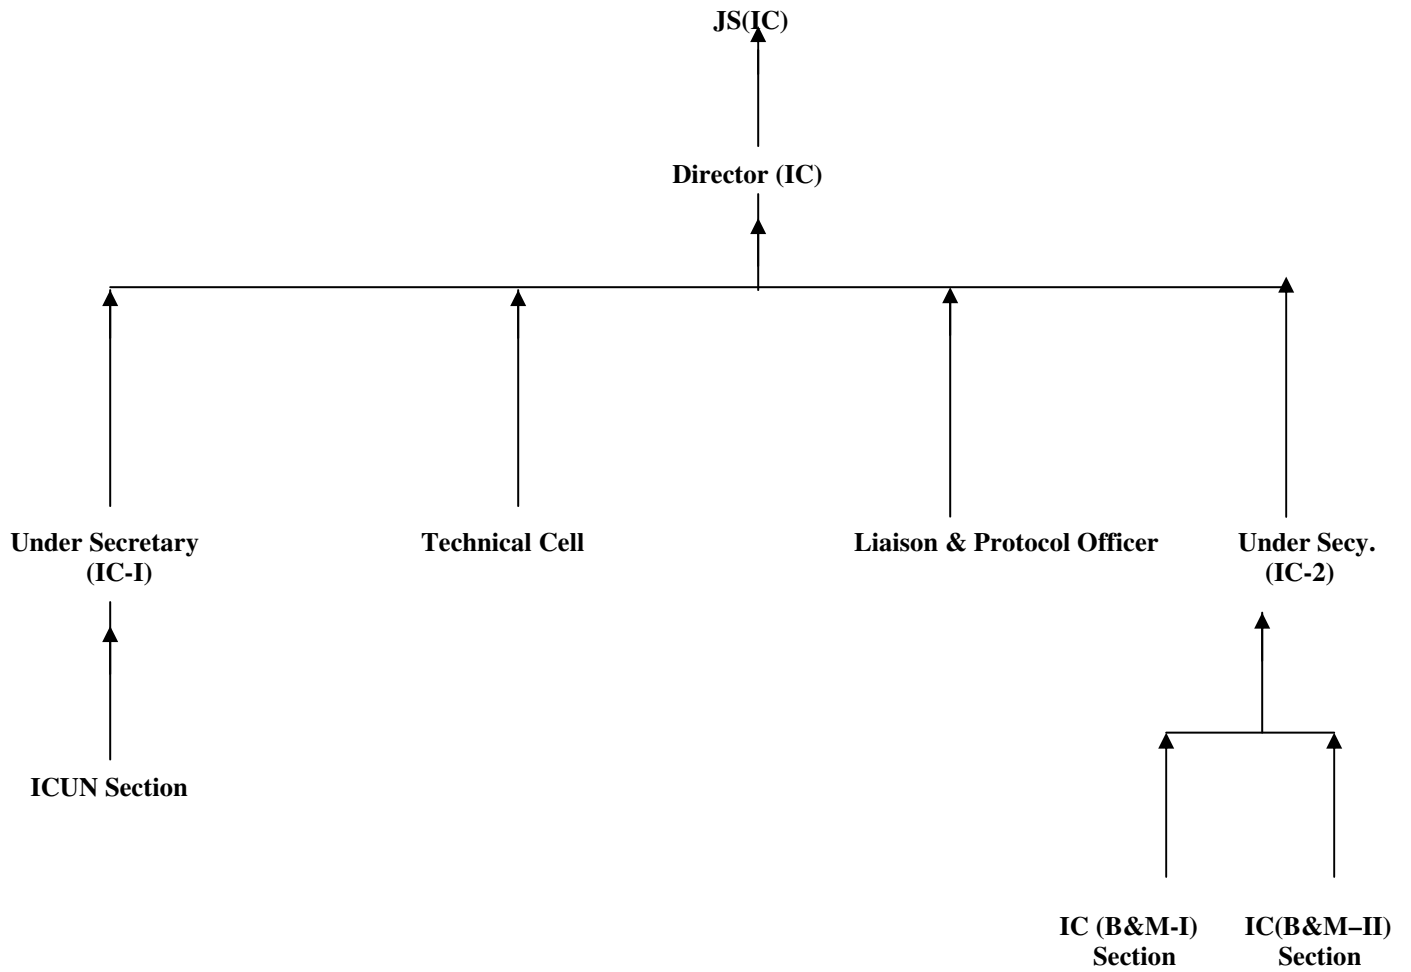 JS(IC)
Director (IC)
Under Secretary
(IC-I)
Technical Cell
Liaison & Protocol Officer
Under Secy.
(IC-2)
ICUN Section
IC (B&M-I)
Section
IC(B&M–II)
Section